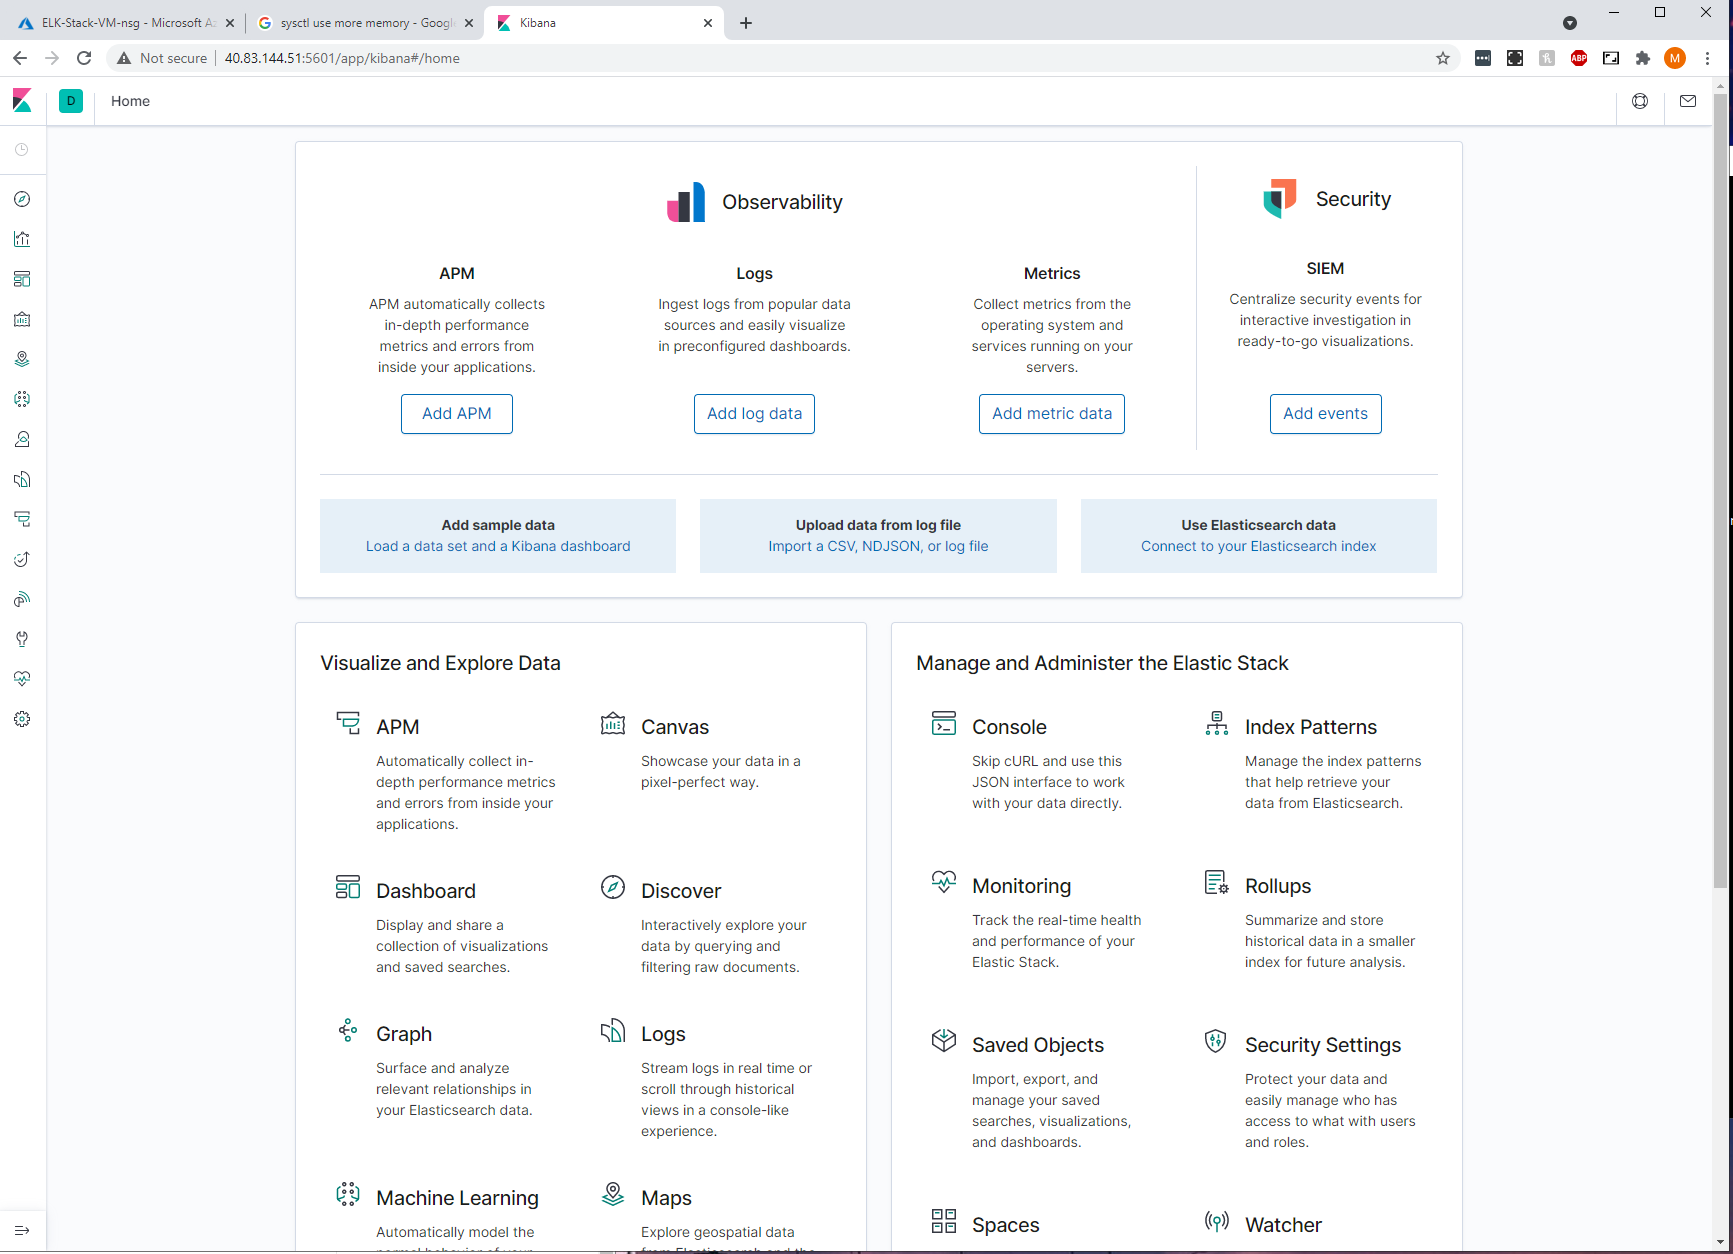 ELK-Stack-VM-nsg - Microsoft Az
sysctl use more memory - Googl
Kibana
Not secure
40.83.144.51:5601/app/kibana#/home
ABP
M
D
Home
Observability
Security
APM
APM automatically collects
in-depth performance
metrics and errors from
inside your applications.
Add APM
Logs
Ingest logs from popular data
sources and easily visualize
in preconfigured dashboards.
Add log data
Metrics
Collect metrics from the
operating system and
services running on your
servers.
Add metric data
SIEM
Centralize security events for
interactive investigation in
ready-to-go visualizations.
Add events
Add sample data
Load a data set and a Kibana dashboard
Upload data from log file
Import a CSV, NDJSON, or log file
Use Elasticsearch data
Connect to your Elasticsearch index
Visualize and Explore Data
APM
Automatically collect in-
depth performance metrics
and errors from inside your
applications.
Canvas
Showcase your data in a
pixel-perfect way.
Dashboard
Display and share a
collection of visualizations
and saved searches.
Discover
Interactively explore your
data by querying and
filtering raw documents.
Graph
Surface and analyze
relevant relationships in
your Elasticsearch data.
Logs
Stream logs in real time or
scroll through historical
views in a console-like
experience.
Machine Learning
Automatically model the
normal behavior of your
Maps
Explore geospatial data
from Elasticsearch and the
Manage and Administer the Elastic Stack
Console
Skip cURL and use this
JSON interface to work
with your data directly.
Index Patterns
Manage the index patterns
that help retrieve your
data from Elasticsearch.
Monitoring
Track the real-time health
and performance of your
Elastic Stack.
Rollups
Summarize and store
historical data in a smaller
index for future analysis.
Saved Objects
Import, export, and
manage your saved
searches, visualizations,
and dashboards.
Security Settings
Protect your data and
easily manage who has
access to what with users
and roles.
Spaces
Watcher